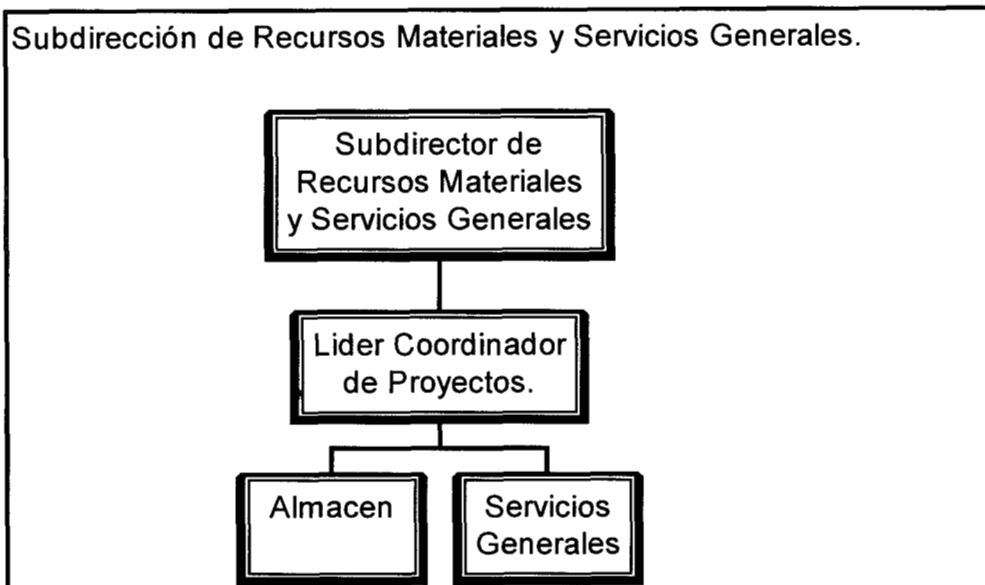 Subdirección de Recursos Materiales y Servicios Generales.
Subdirector de
Recursos Materiales
y Servicios Generales
Lider Coordinador
de Proyectos.
Almacen
Servicios
Generales